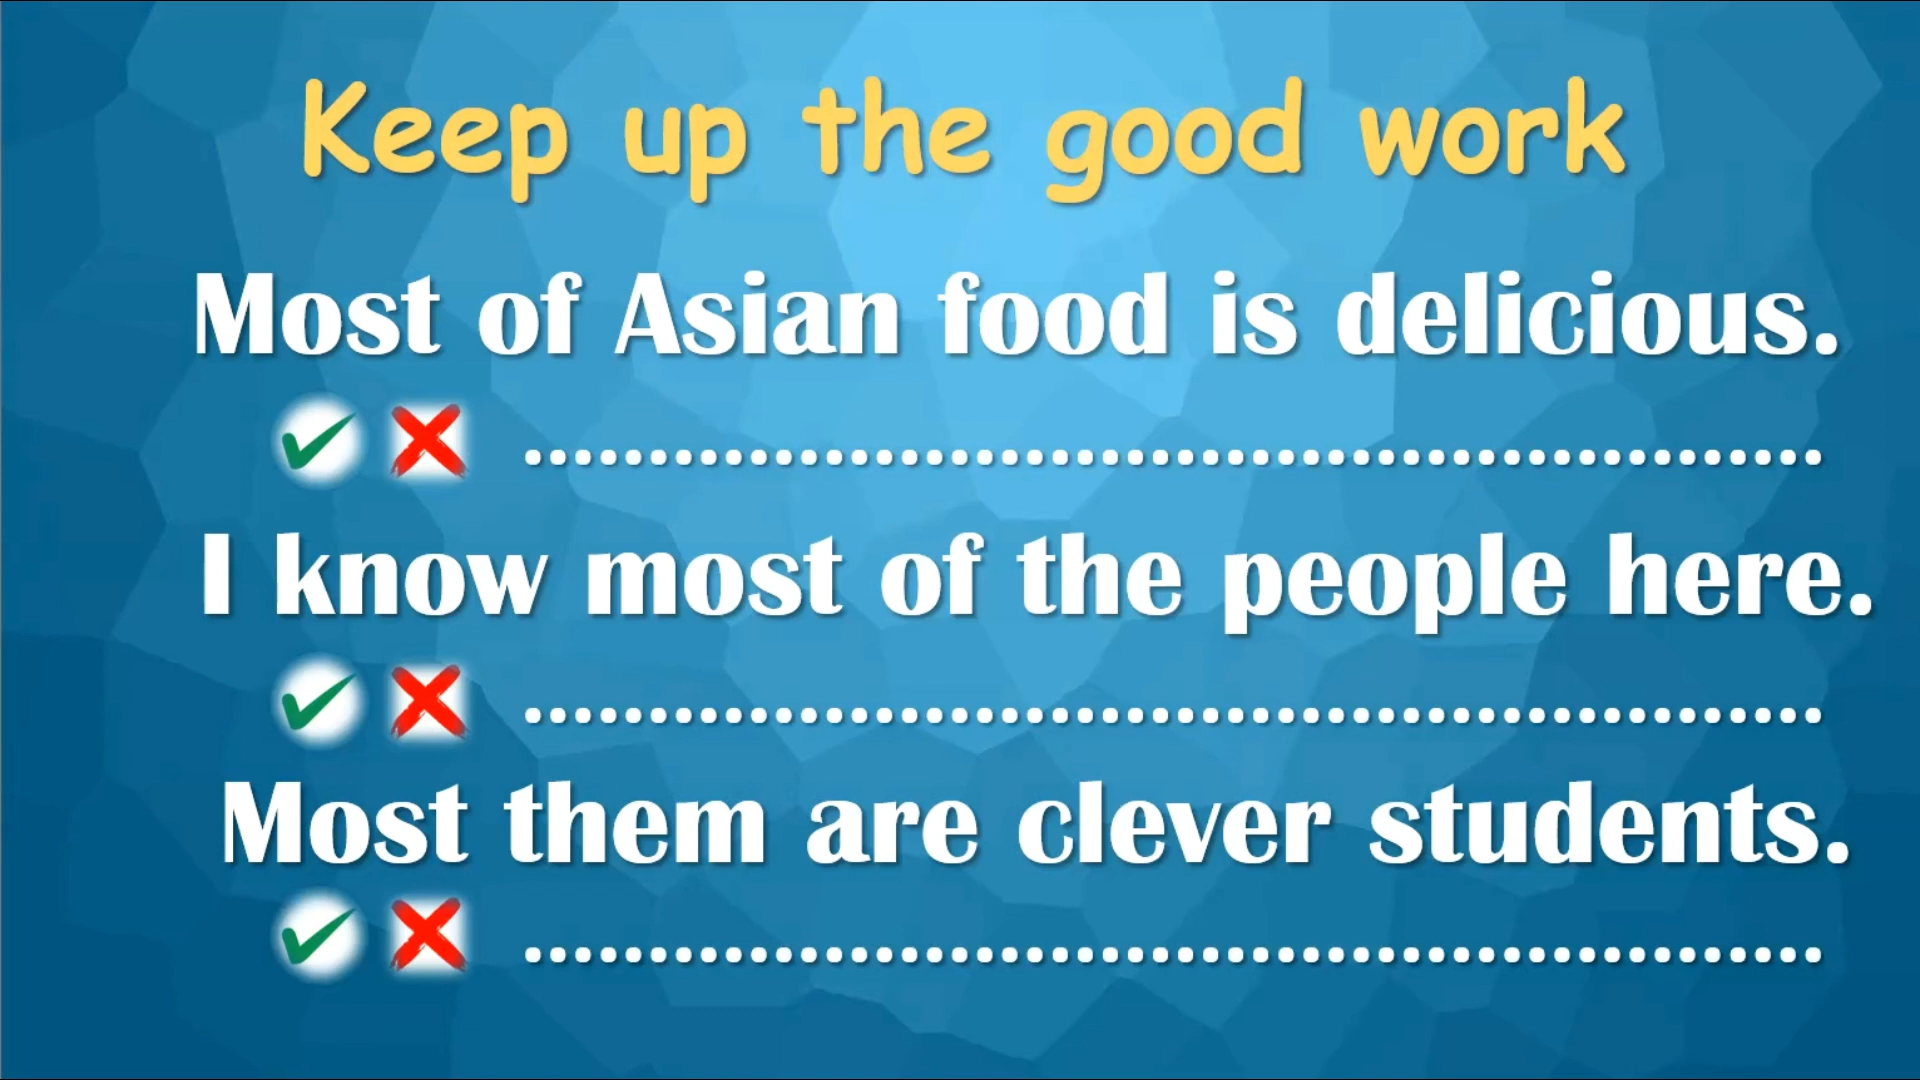 Keep up the good work
Most of Asian food is delicious.
....................................................
I know most of the people here.
....................................................
Most them are clever students.
....................................................